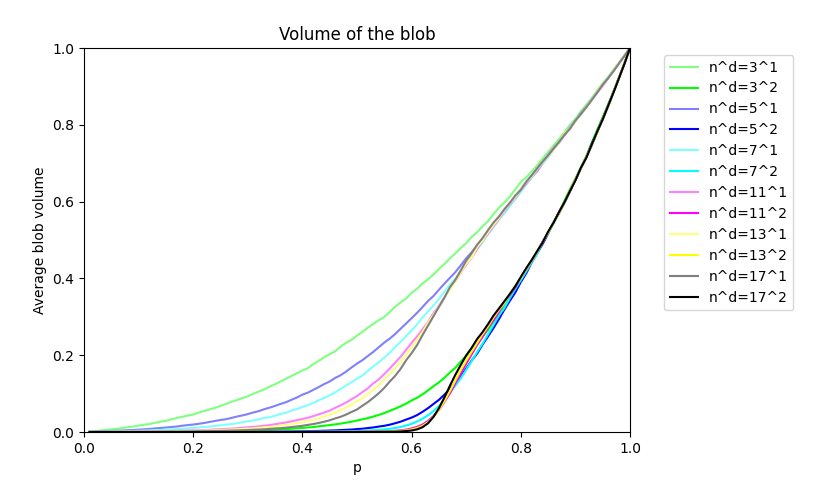 Volume of the blob
1.0
0.8
0.6
0.4
0.2
0.0
Average blob volume
0.0 0.2 0.4 0.6 0.8 1.0
p
n^d=3^1
n^d=3^2
n^d=5^1
n^d=5^2
n^d=7^1
n^d=7^2
n^d=11^1
n^d=11^2
n^d=13^1
n^d=13^2
n^d=17^1
n^d=17^2